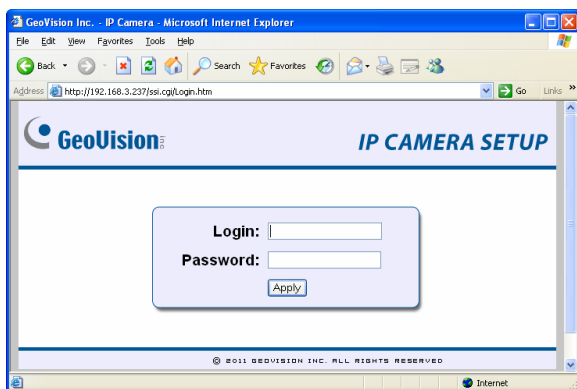 GeoVision Inc. - IP Camera - Microsoft Internet Explorer
File Edit View Favorites Tools Help
Back Search Favorites
Address http://192.168.3.237/ssi.cgi/Login.htm Go Links »
GeoVision Inc IP CAMERA SETUP
Login:
Password:
Apply
© 2011 GEOVISION INC. ALL RIGHTS RESERVED
Internet